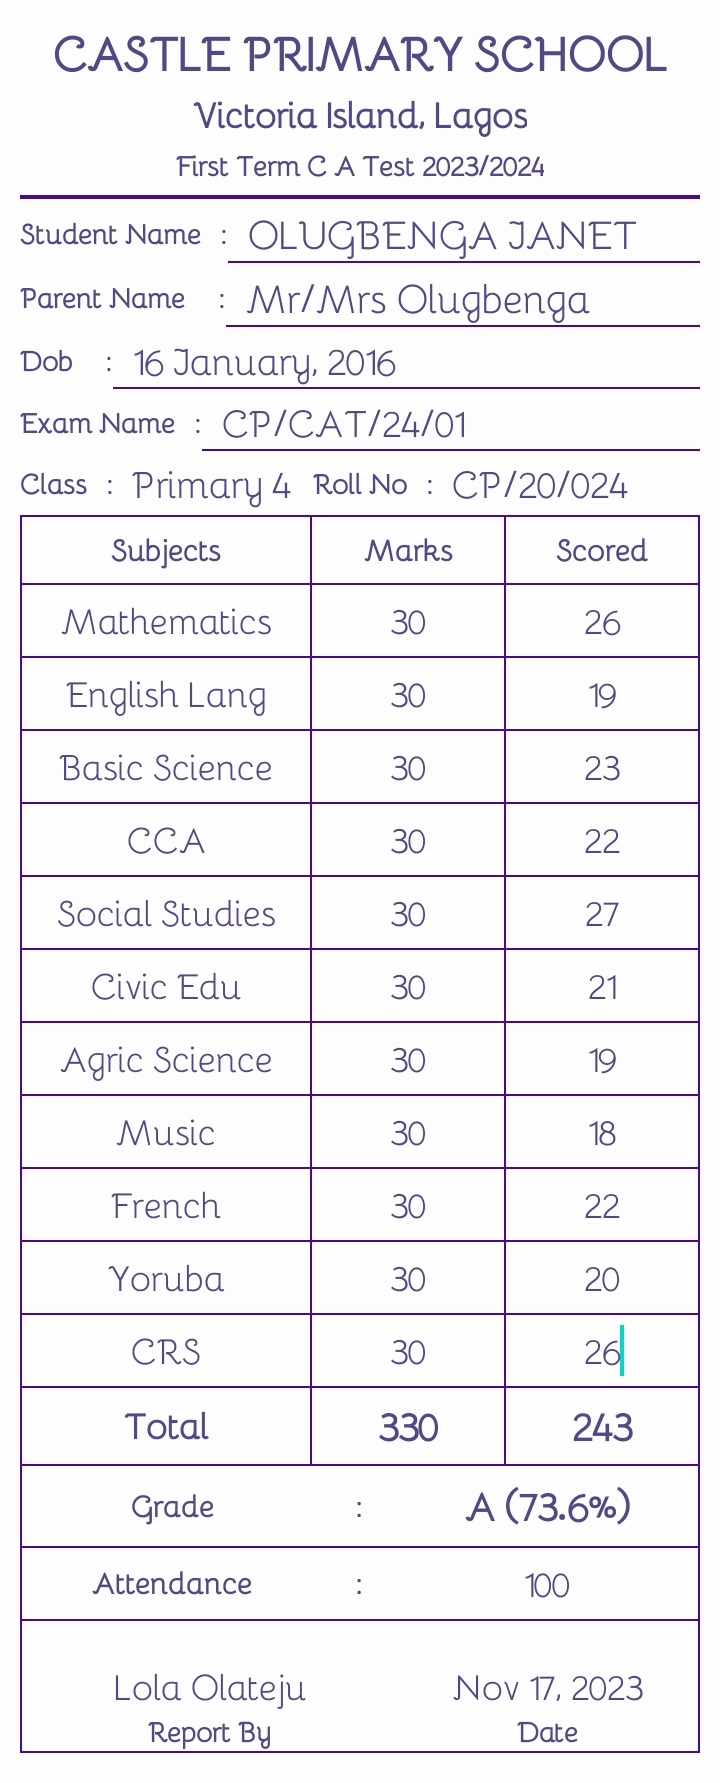 CASTLE PRIMARY SCHOOL
Victoria Island, Lagos
First Term C A Test 2023/2024
Student Name : OLUGBENGA JANET
Parent Name : Mr/Mrs Olugbenga
Dob : 16 January, 2016
Exam Name : CP/CAT/24/01
Class : Primary 4 Roll No : CP/20/024
Subjects Marks Scored
Mathematics 30 26
English Lang 30 19
Basic Science 30 23
CCA 30 22
Social Studies 30 27
Civic Edu 30 21
Agric Science 30 19
Music 30 18
French 30 22
Yoruba 30 20
CRS 30 26
Total 330 243
Grade : A (73.6%)
Attendance : 100
Lola Olateju Nov 17, 2023
Report By Date